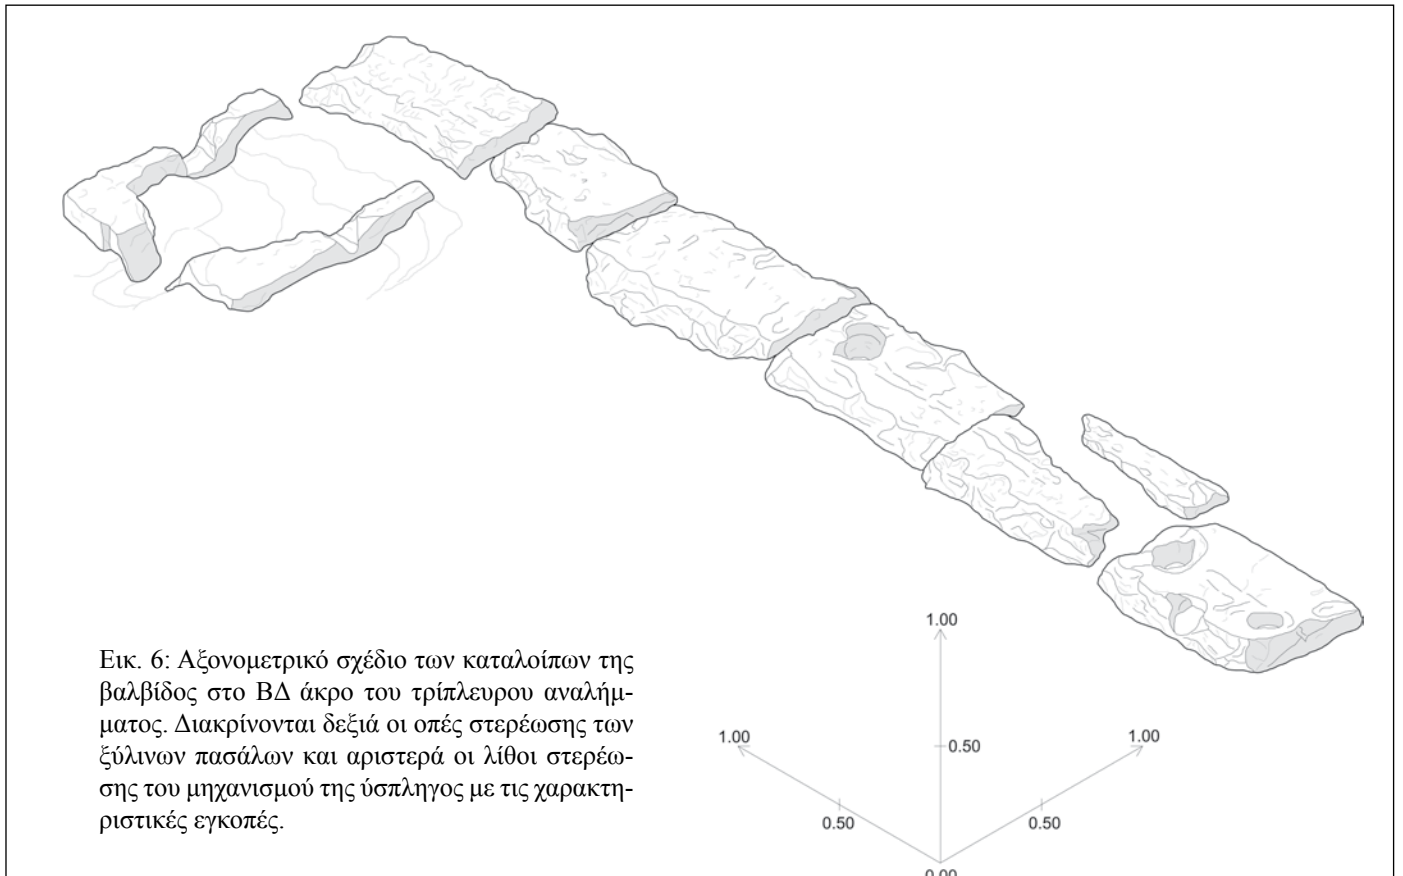 Εικ. 6: Αξονομετρικό σχέδιο των καταλοίπων της
βαλβίδος στο ΒΔ άκρο του τρίπλευρου αναλήμ-
ματος. Διακρίνονται δεξιά οι οπές στερέωσης των
ξύλινων πασάλων και αριστερά οι λίθοι στερέω-
σης του μηχανισμού της ύσπληγος με τις χαρακτη-
ριστικές εγκοπές.
1.00
1.00
0.50
1.00
0.50
0.50
0.00